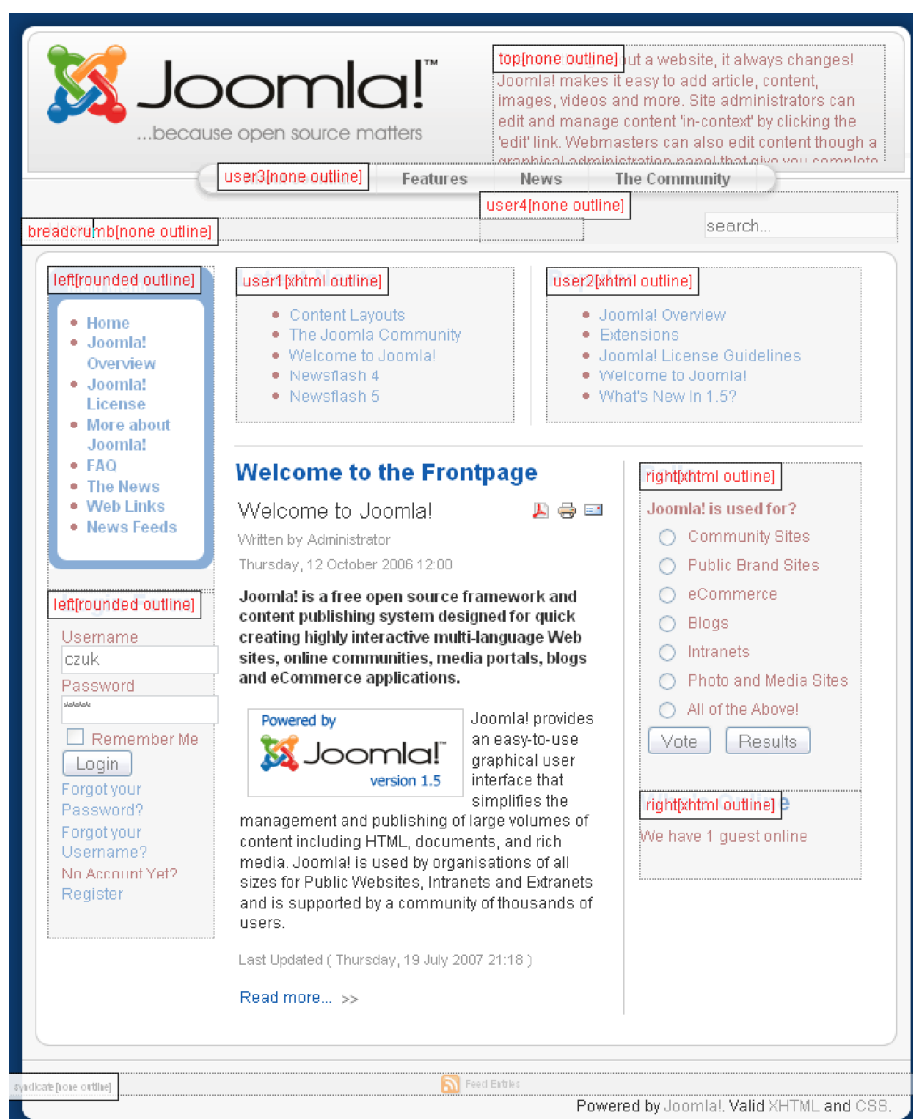 Joomla!™
...because open source matters
top[none outline] ut a website, it always changes!
Joomla! makes it easy to add article, content,
images, videos and more. Site administrators can
edit and manage content 'in-context' by clicking the
'edit' link. Webmasters can also edit content though a
graphical administration panel that give you complete
user3[none outline]
Features
News
The Community
user4[none outline]
breadcrumb[none outline]
search...
left[rounded outline]
Home
Joomla!
Overview
Joomla!
License
More about
Joomla!
FAQ
The News
Web Links
News Feeds
user1[xhtml outline]
Content Layouts
The Joomla Community
Welcome to Joomla!
Newsflash 4
Newsflash 5
user2[xhtml outline]
Joomla! Overview
Extensions
Joomla! License Guidelines
Welcome to Joomla!
What's New In 1.5?
left[rounded outline]
Username
czuk
Password
*****
Remember Me
Login
Forgot your
Password?
Forgot your
Username?
No Account Yet?
Register
Welcome to the Frontpage
Welcome to Joomla!
Written by Administrator
Thursday, 12 October 2006 12:00
Joomla! is a free open source framework and
content publishing system designed for quick
creating highly interactive multi-language Web
sites, online communities, media portals, blogs
and eCommerce applications.
Powered by
Joomla!™
version 1.5
Joomla! provides
an easy-to-use
graphical user
interface that
simplifies the
management and publishing of large volumes of
content including HTML, documents, and rich
media. Joomla! is used by organisations of all
sizes for Public Websites, Intranets and Extranets
and is supported by a community of thousands of
users.
Last Updated ( Thursday, 19 July 2007 21:18 )
Read more... >>
right[xhtml outline]
Joomla! is used for?
Community Sites
Public Brand Sites
eCommerce
Blogs
Intranets
Photo and Media Sites
All of the Above!
Vote
Results
right[xhtml outline] e
We have 1 guest online
syndicate[none outline]
Feed Entries
Powered by Joomla!. Valid XHTML and CSS.